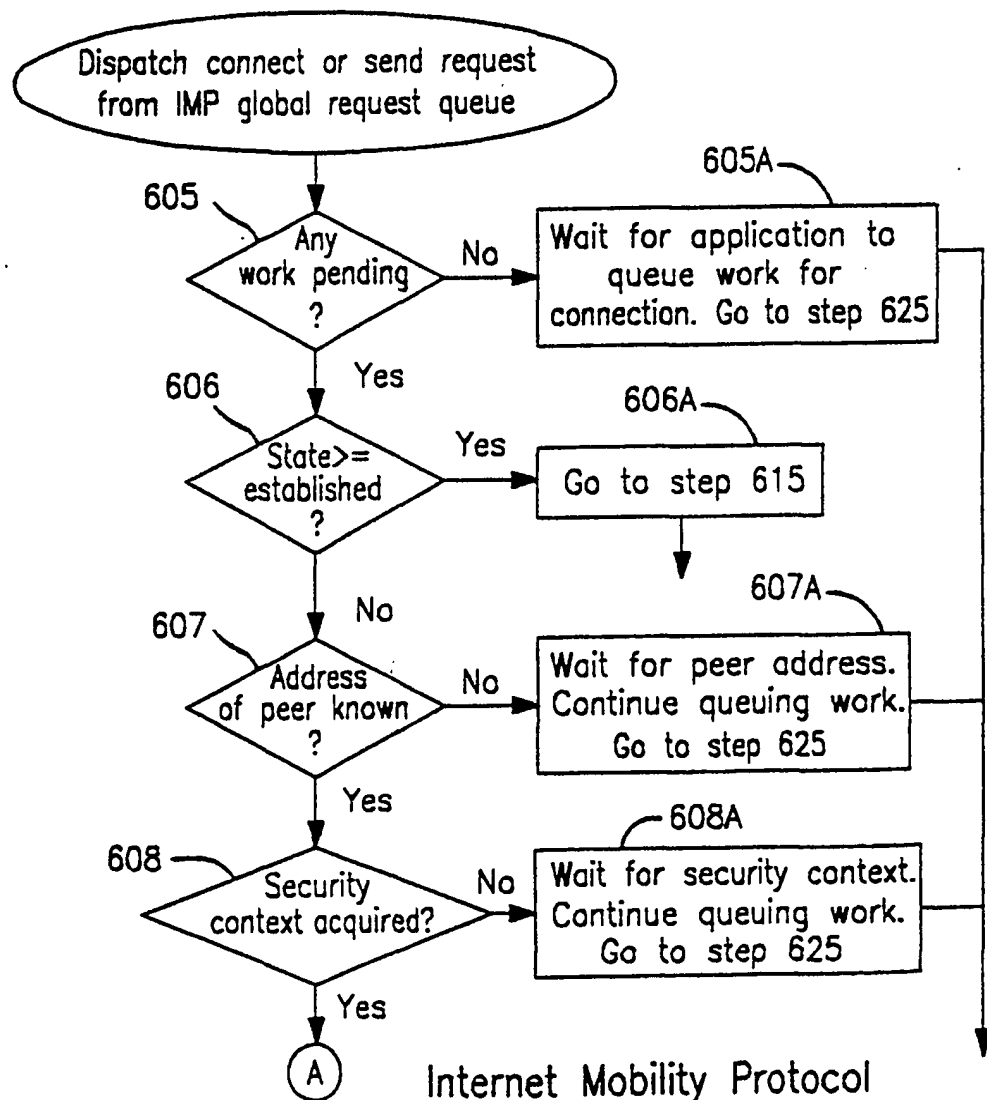 Dispatch connect or send request
from IMP global request queue
605
Any
work pending
?
No
605A
Wait for application to
queue work for
connection. Go to step 625
Yes
606
State>=
established
?
Yes
606A
Go to step 615
No
607
Address
of peer known
?
No
607A
Wait for peer address.
Continue queuing work.
Go to step 625
Yes
608
Security
context acquired?
No
608A
Wait for security context.
Continue queuing work.
Go to step 625
Yes
A
Internet Mobility Protocol